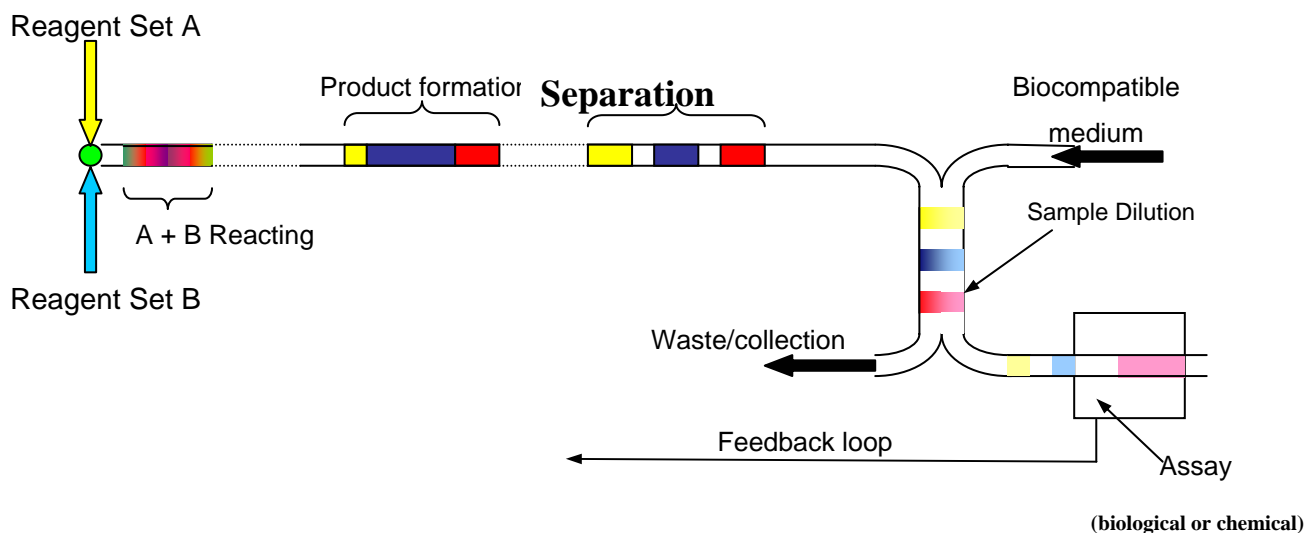 Reagent Set A
Product formation
Separation
Biocompatible
medium
A + B Reacting
Sample Dilution
Reagent Set B
Waste/collection
Feedback loop
Assay
(biological or chemical)